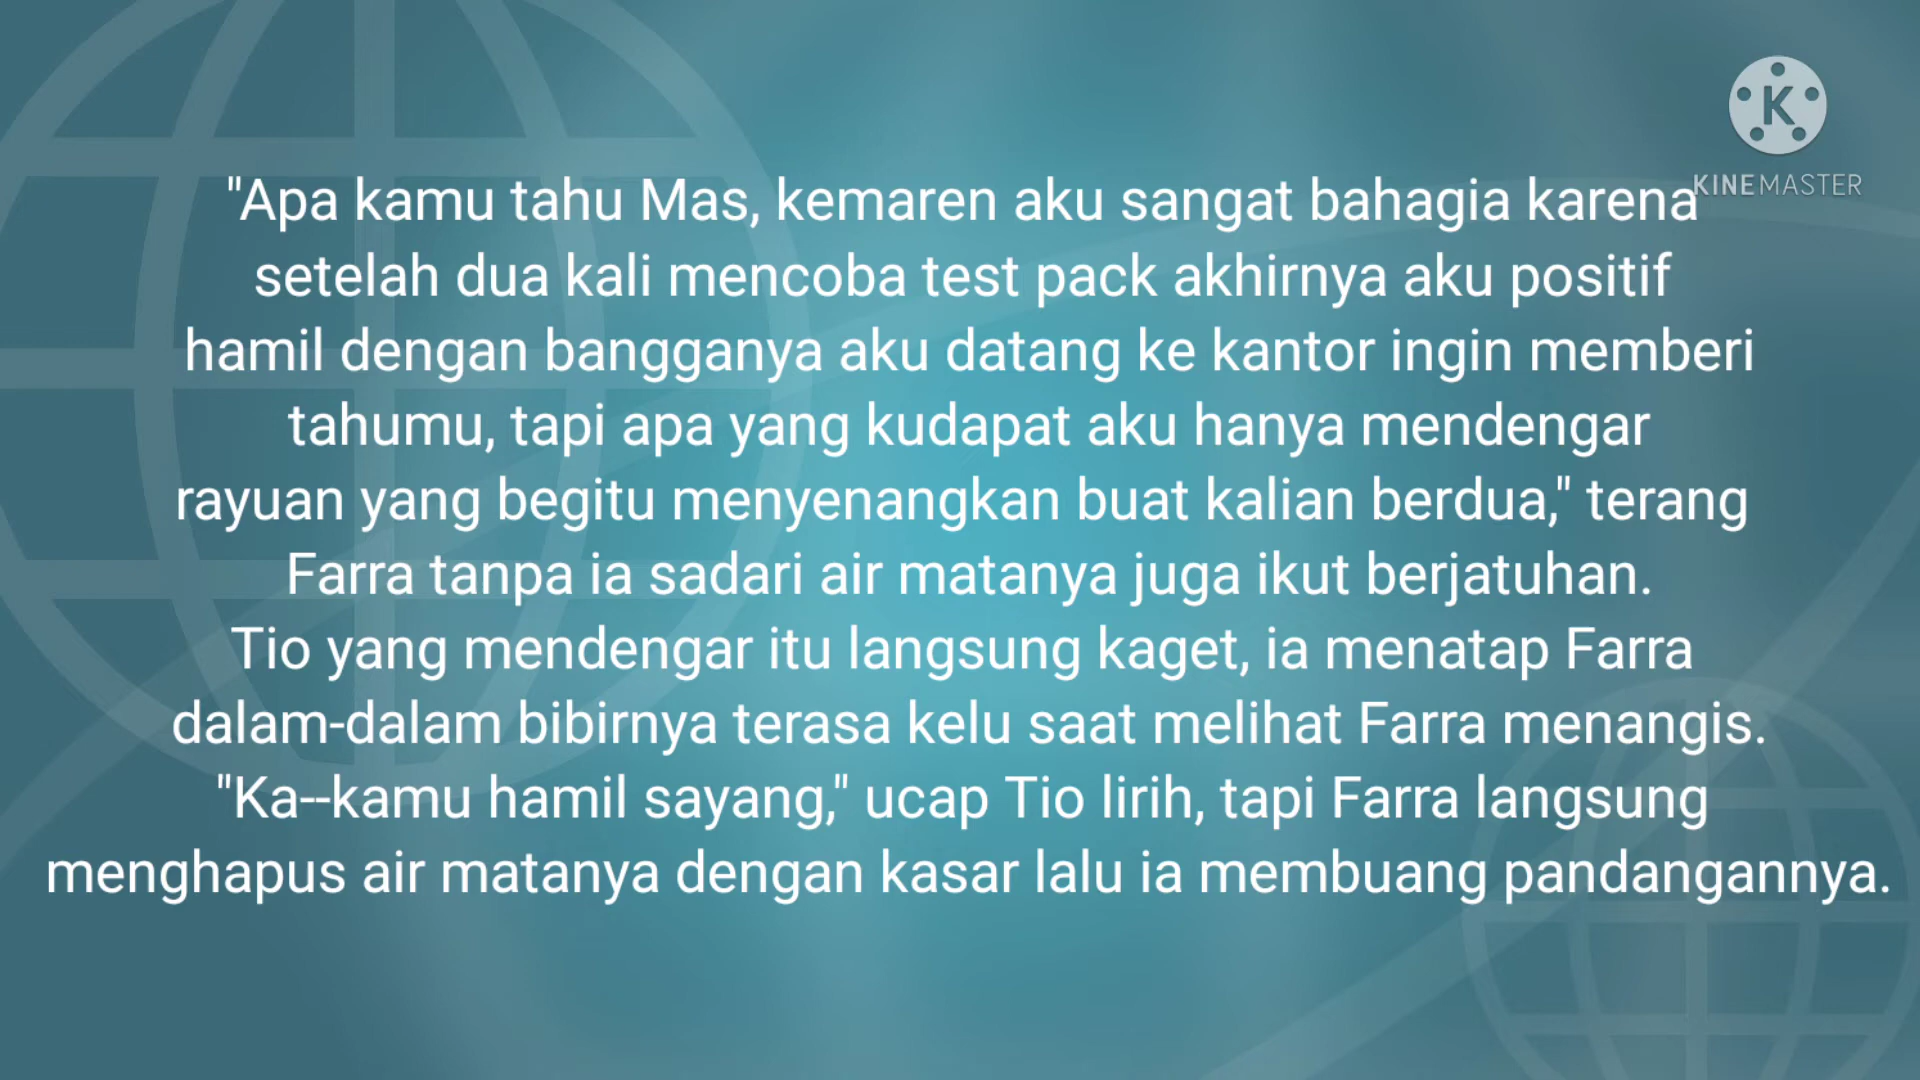 K
KINEMASTER
"Apa kamu tahu Mas, kemaren aku sangat bahagia karena
setelah dua kali mencoba test pack akhirnya aku positif
hamil dengan bangganya aku datang ke kantor ingin memberi
tahumu, tapi apa yang kudapat aku hanya mendengar
rayuan yang begitu menyenangkan buat kalian berdua," terang
Farra tanpa ia sadari air matanya juga ikut berjatuhan.
Tio yang mendengar itu langsung kaget, ia menatap Farra
dalam-dalam bibirnya terasa kelu saat melihat Farra menangis.
"Ka--kamu hamil sayang," ucap Tio lirih, tapi Farra langsung
menghapus air matanya dengan kasar lalu ia membuang pandangannya.